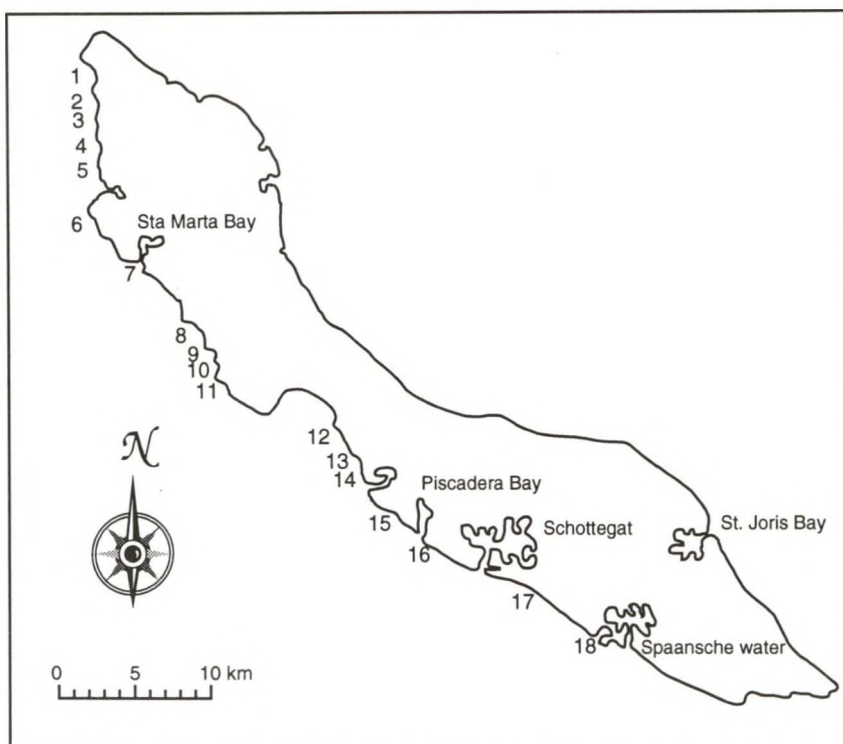 1
2
3
4
5
6
Sta Marta Bay
7
8
9
10
11
12
13
14
N
Piscadera Bay
15
16
Schottegat
St. Joris Bay
17
18
Spaansche water
0 5 10 km